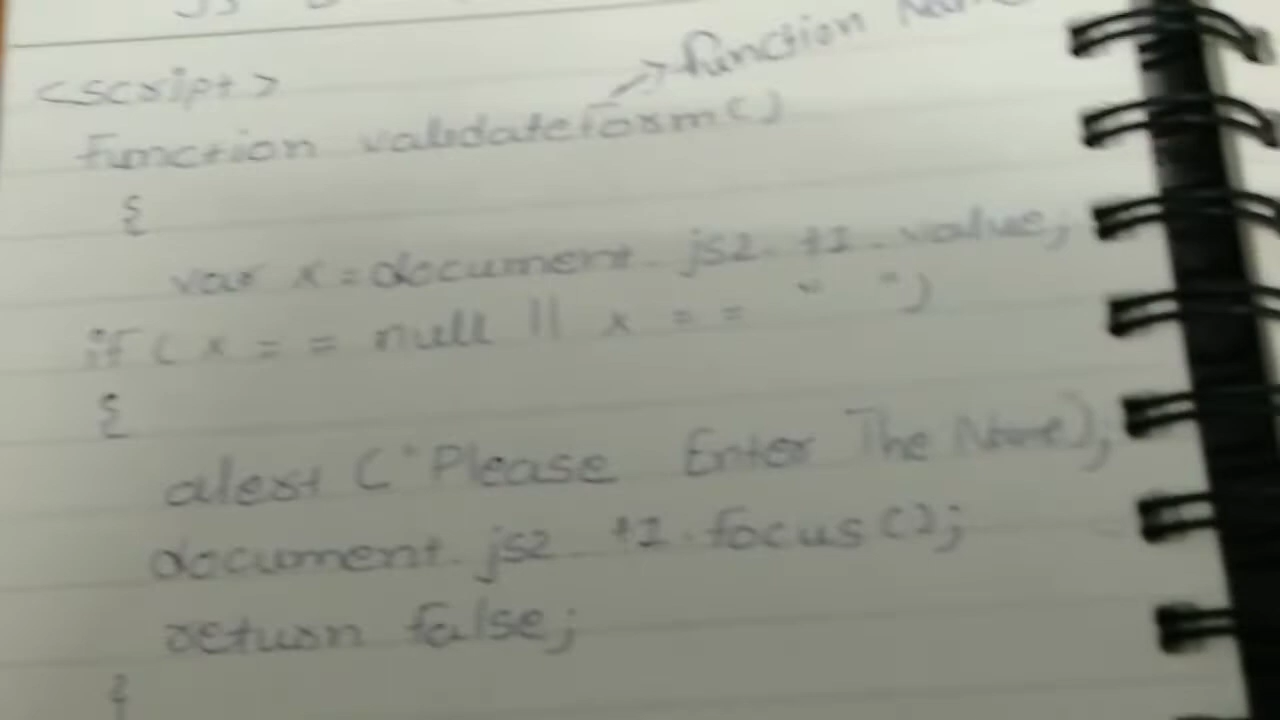 <script>
function Name
Function validateform()
{
var x = document. js2. t1. value;
if ( x = = null || x = = " " )
{
alert ( "Please Enter The Name);
document. js2. t1. focus();
return false;
}